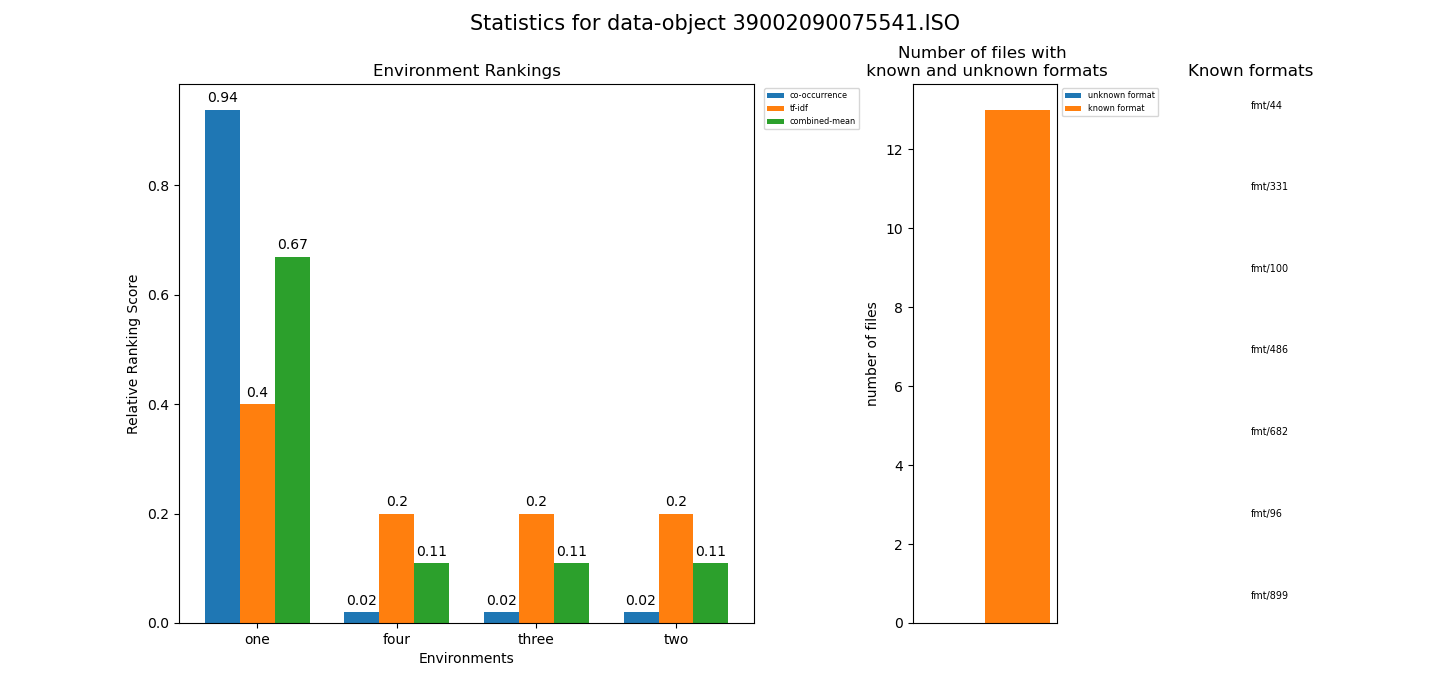 Statistics for data-object 39002090075541.ISO
Environment Rankings
Relative Ranking Score
0.8
0.6
0.4
0.2
0.0
0.94
0.4
0.67
0.02
0.2
0.11
0.02
0.2
0.11
0.02
0.2
0.11
one
four
three
two
Environments
co-occurrence
tf-idf
combined-mean
Number of files with
known and unknown formats
number of files
12
10
8
6
4
2
0
unknown format
known format
Known formats
fmt/44
fmt/331
fmt/100
fmt/486
fmt/682
fmt/96
fmt/899